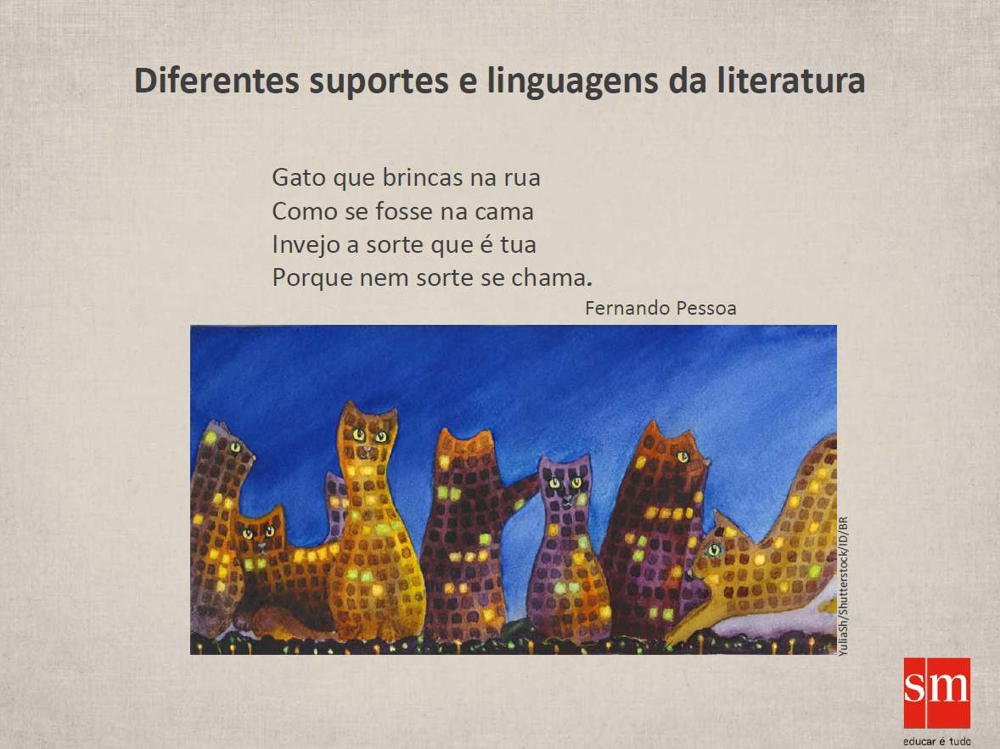 Diferentes suportes e linguagens da literatura
Gato que brincas na rua
Como se fosse na cama
Invejo a sorte que é tua
Porque nem sorte se chama.
Fernando Pessoa
YuliaSh/Shutterstock/ID/BR
sm
educar é tudo